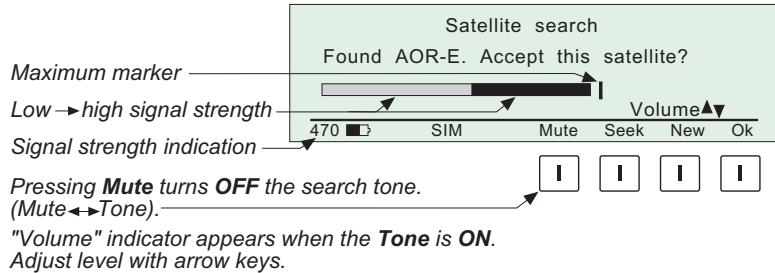 Satellite search
Found AOR-E. Accept this satellite?
Maximum marker
Low → high signal strength
Volume▲▼
470 SIM Mute Seek New Ok
Signal strength indication
Pressing Mute turns OFF the search tone.
(Mute↔Tone).
"Volume" indicator appears when the Tone is ON.
Adjust level with arrow keys.